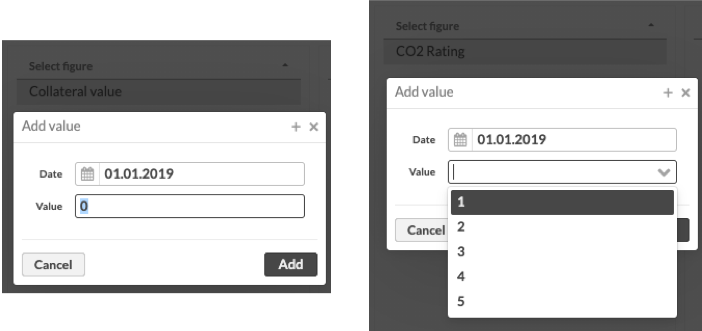 Select figure
Collateral value
Add value
Date 01.01.2019
Value 0
Cancel Add
Select figure
CO2 Rating
Add value
Date 01.01.2019
Value
Cancel
1
2
3
4
5